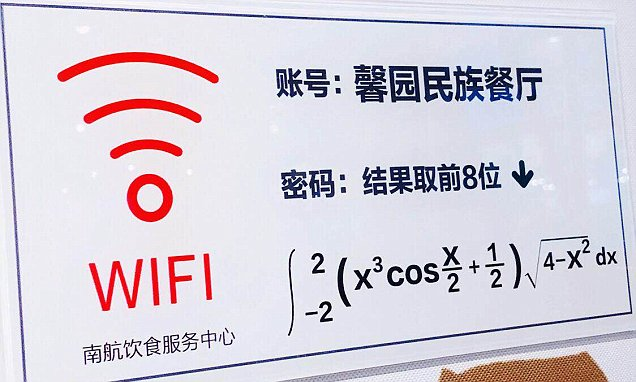 账号：馨园民族餐厅
密码：结果取前8位↓
∫ 2 -2 (x³cos x/2 + 1/2)√4-x² dx
WIFI
南航饮食服务中心